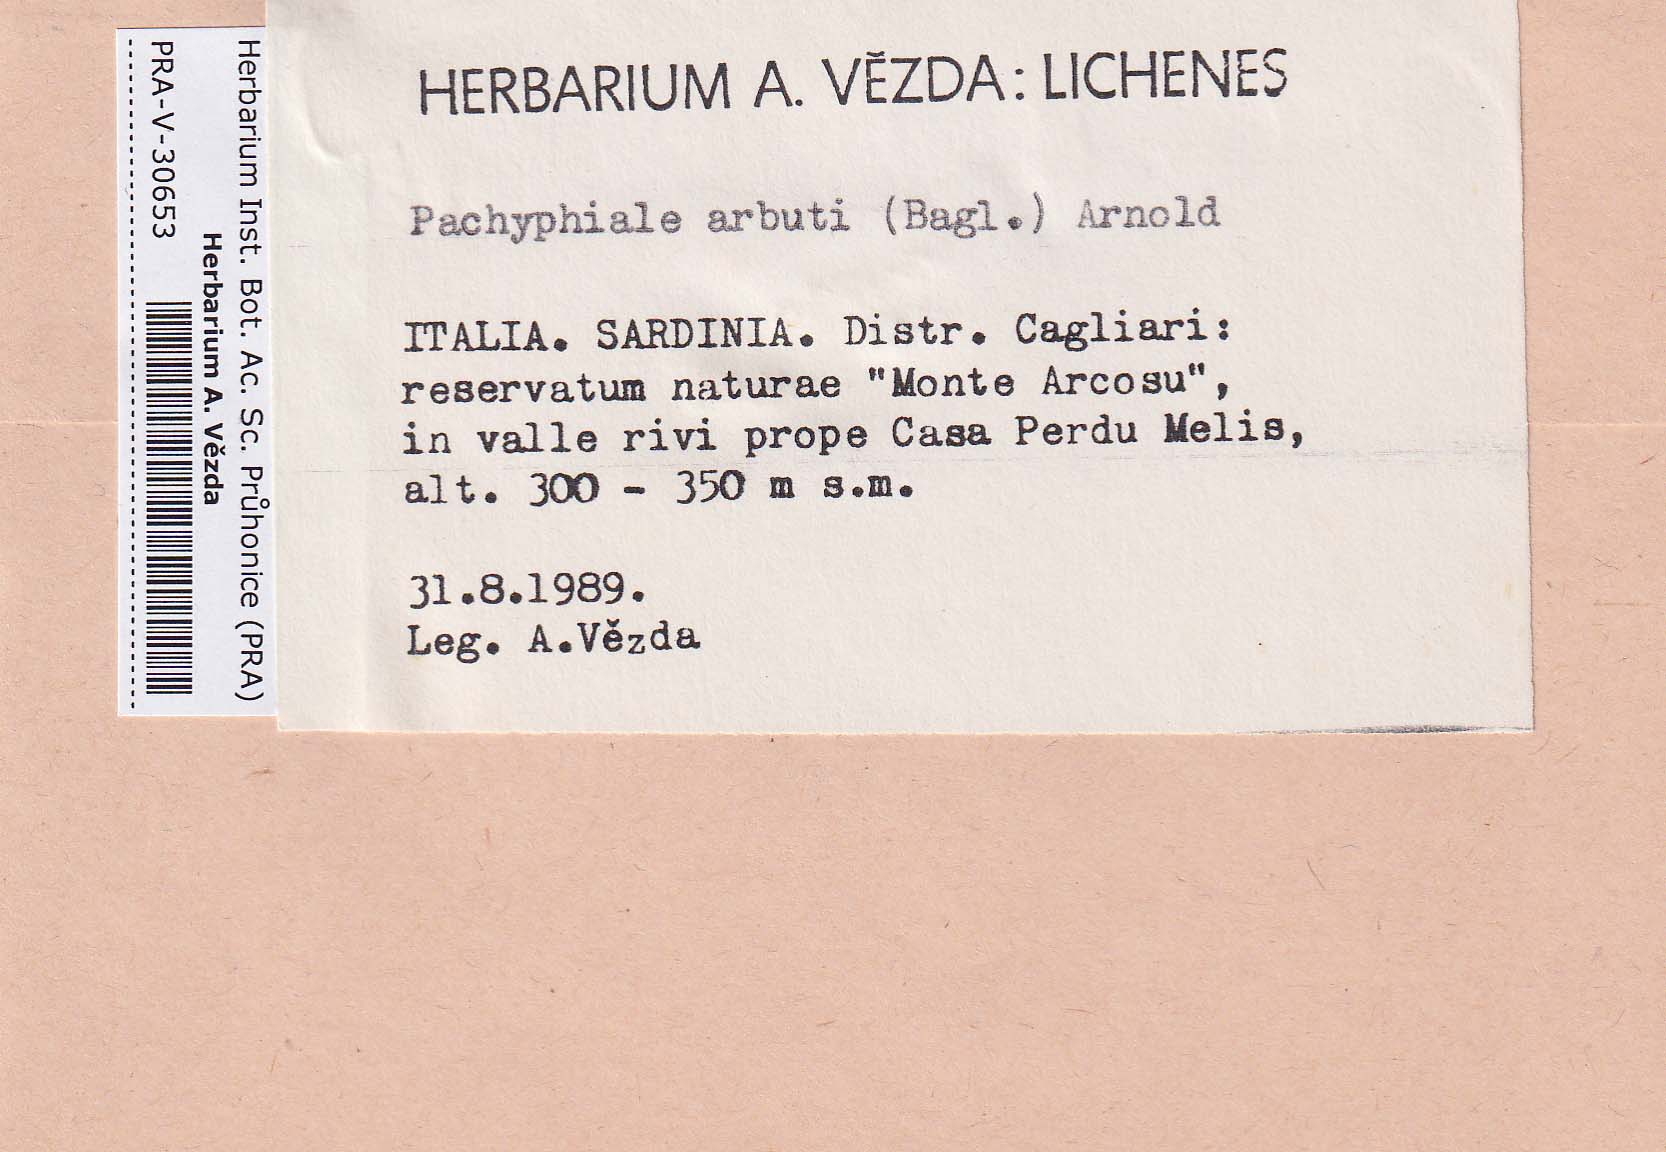 HERBARIUM A. VĚZDA: LICHENES
Pachyphiale arbuti (Bagl.) Arnold
ITALIA. SARDINIA. Distr. Cagliari:
reservatum naturae "Monte Arcosu",
in valle rivi prope Casa Perdu Melis,
alt. 300 - 350 m s.m.
31.8.1989.
Leg. A.Vězda
Herbarium Inst. Bot. Ac. Sc. Průhonice (PRA)
Herbarium A. Vězda
PRA-V-30653